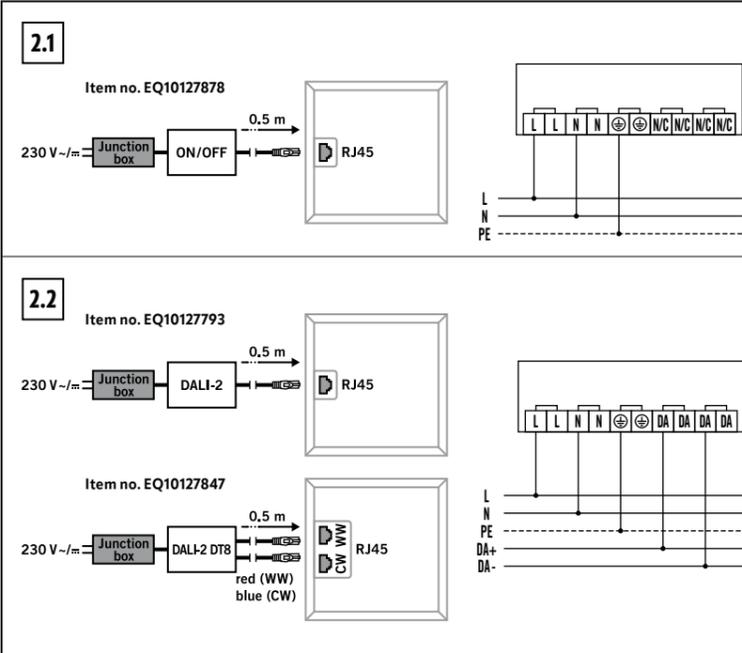 2.1
Item no. EQ10127878
0.5 m
230 V ~/⎓
Junction
box
ON/OFF
RJ45
L L N N ⏚ ⏚ N/C N/C N/C N/C
L
N
PE
2.2
Item no. EQ10127793
0.5 m
230 V ~/⎓
Junction
box
DALI-2
RJ45
Item no. EQ10127847
0.5 m
230 V ~/⎓
Junction
box
DALI-2 DT8
WW
CW
RJ45
red (WW)
blue (CW)
L L N N ⏚ ⏚ DA DA DA DA
L
N
PE
DA+
DA-